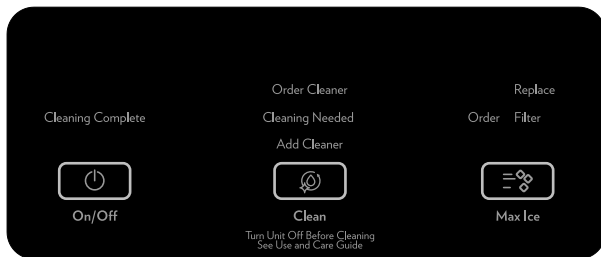 Order Cleaner
Replace
Cleaning Complete
Cleaning Needed
Order Filter
Add Cleaner
On/Off
Clean
Max Ice
Turn Unit Off Before Cleaning
See Use and Care Guide